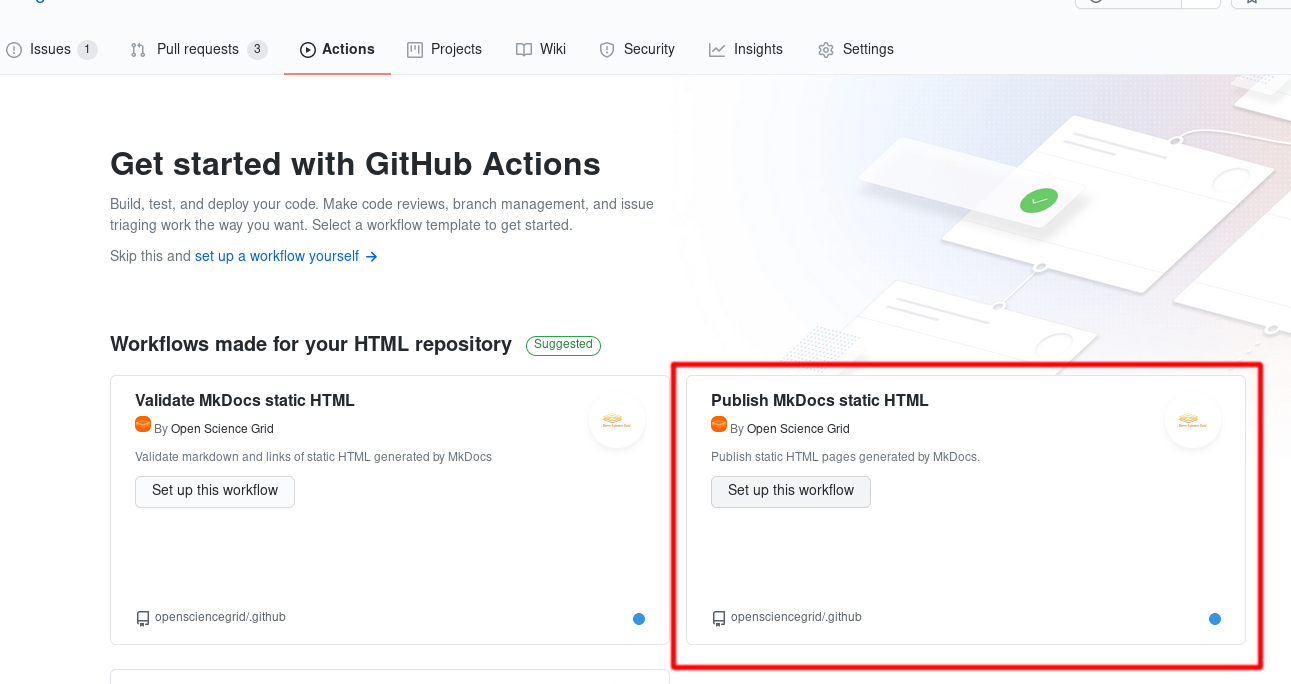 Issues 1 Pull requests 3 Actions Projects Wiki Security Insights Settings
Get started with GitHub Actions
Build, test, and deploy your code. Make code reviews, branch management, and issue
triaging work the way you want. Select a workflow template to get started.
Skip this and set up a workflow yourself →
Workflows made for your HTML repository Suggested
Validate MkDocs static HTML
By Open Science Grid
Validate markdown and links of static HTML generated by MkDocs
Set up this workflow
opensciencegrid/.github
Publish MkDocs static HTML
By Open Science Grid
Publish static HTML pages generated by MkDocs.
Set up this workflow
opensciencegrid/.github